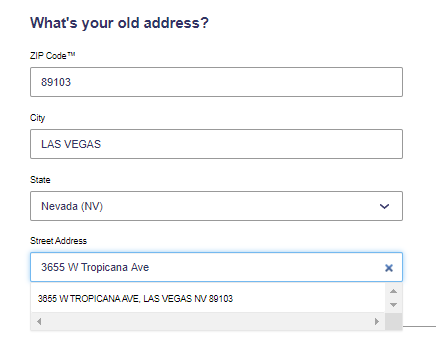 What's your old address?
ZIP Code™
89103
City
LAS VEGAS
State
Nevada (NV)
Street Address
3655 W Tropicana Ave
3655 W TROPICANA AVE, LAS VEGAS NV 89103